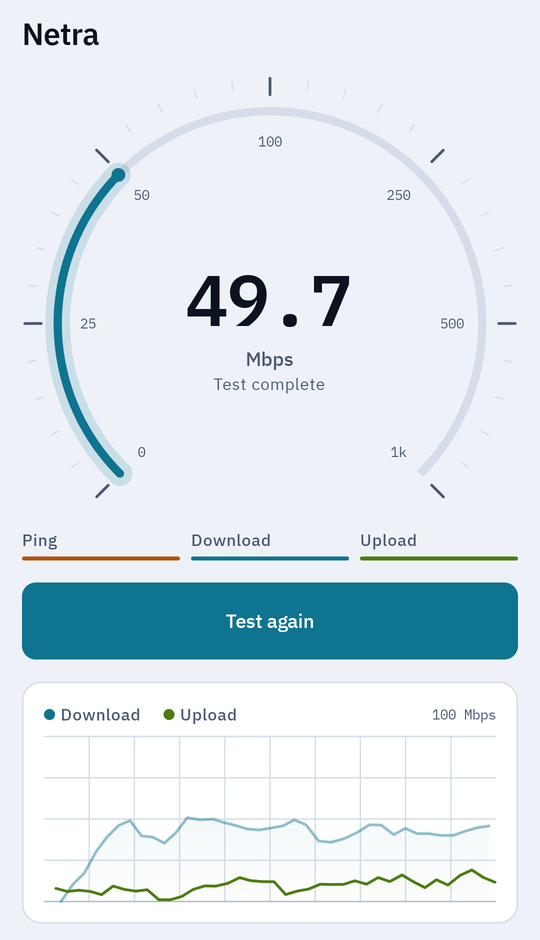 Netra
100
50
250
25
500
49.7
Mbps
Test complete
0
1k
Ping
Download
Upload
Test again
Download
Upload
100 Mbps